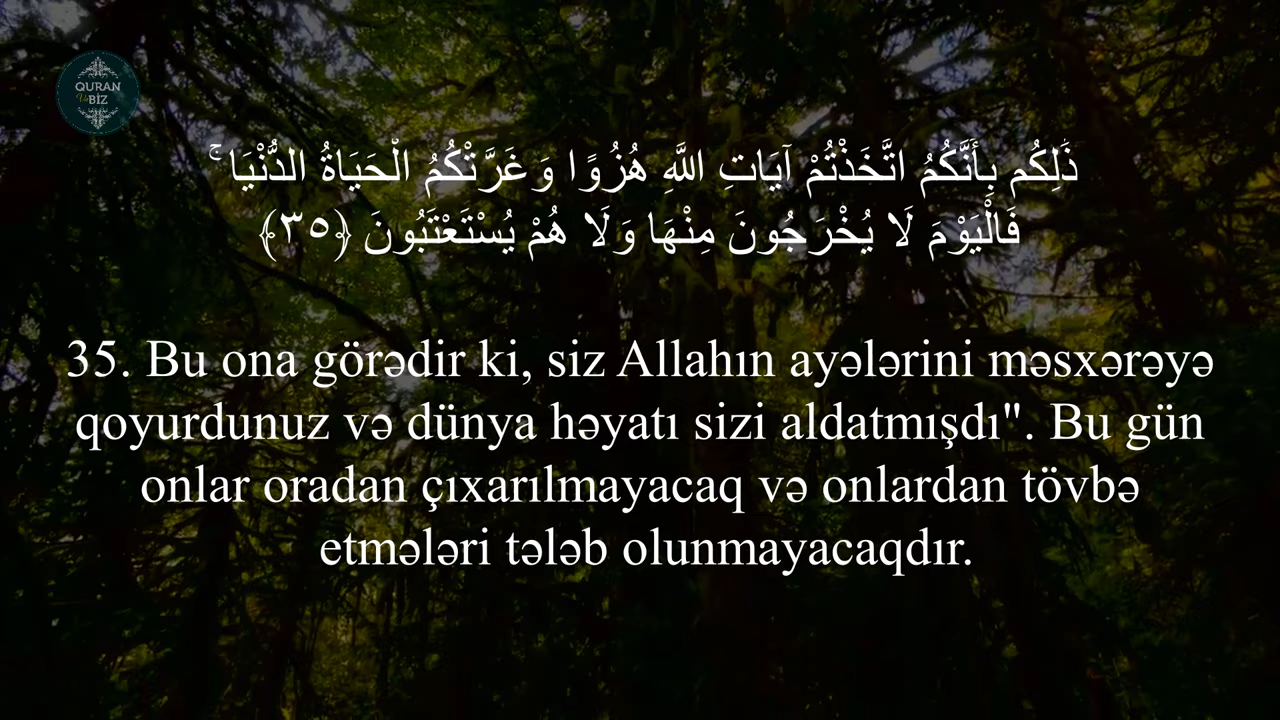 QURAN
Və BİZ
ذَٰلِكُم بِأَنَّكُمُ اتَّخَذْتُمْ آيَاتِ اللَّهِ هُزُوًا وَغَرَّتْكُمُ الْحَيَاةُ الدُّنْيَا ۚ
فَالْيَوْمَ لَا يُخْرَجُونَ مِنْهَا وَلَا هُمْ يُسْتَعْتَبُونَ ﴿٣٥﴾
35. Bu ona görədir ki, siz Allahın ayələrini məsxərəyə
qoyurdunuz və dünya həyatı sizi aldatmışdı". Bu gün
onlar oradan çıxarılmayacaq və onlardan tövbə
etmələri tələb olunmayacaqdır.